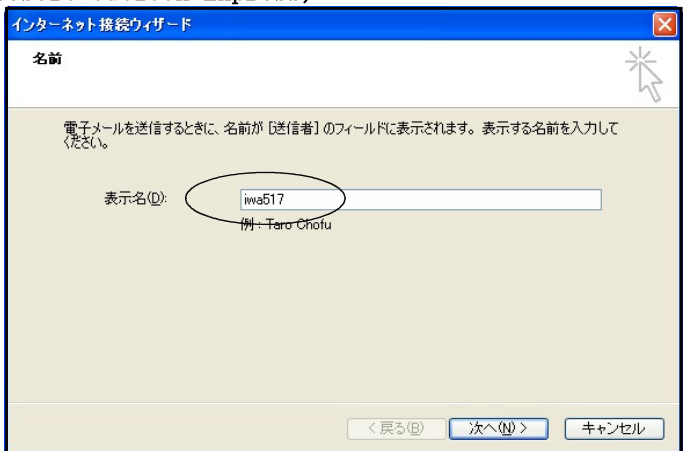 インターネット接続ウィザード
名前
電子メールを送信するときに、名前が [送信者] のフィールドに表示されます。表示する名前を入力して
ください。
表示名(D):
iwa517
例 : Taro Chofu
< 戻る(B)
次へ(N) >
キャンセル